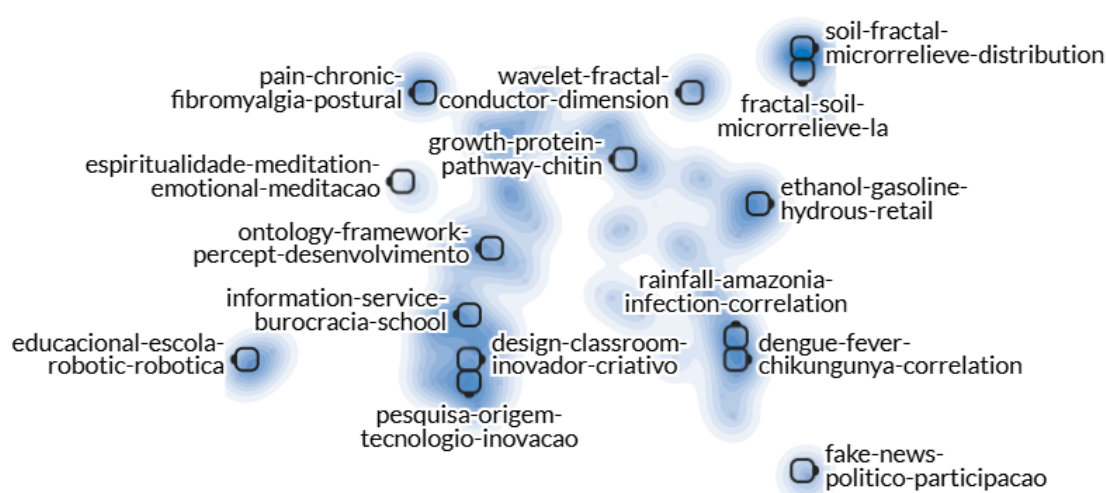 soil-fractal-
microrrelieve-distribution
pain-chronic-
fibromyalgia-postural
wavelet-fractal-
conductor-dimension
fractal-soil-
microrrelieve-la
growth-protein-
pathway-chitin
espiritualidade-meditation-
emotional-meditacao
ethanol-gasoline-
hydrous-retail
ontology-framework-
percept-desenvolvimento
rainfall-amazonia-
infection-correlation
information-service-
burocracia-school
educacional-escola-
robotic-robotica
design-classroom-
inovador-criativo
dengue-fever-
chikungunya-correlation
pesquisa-origem-
tecnologio-inovacao
fake-news-
politico-participacao